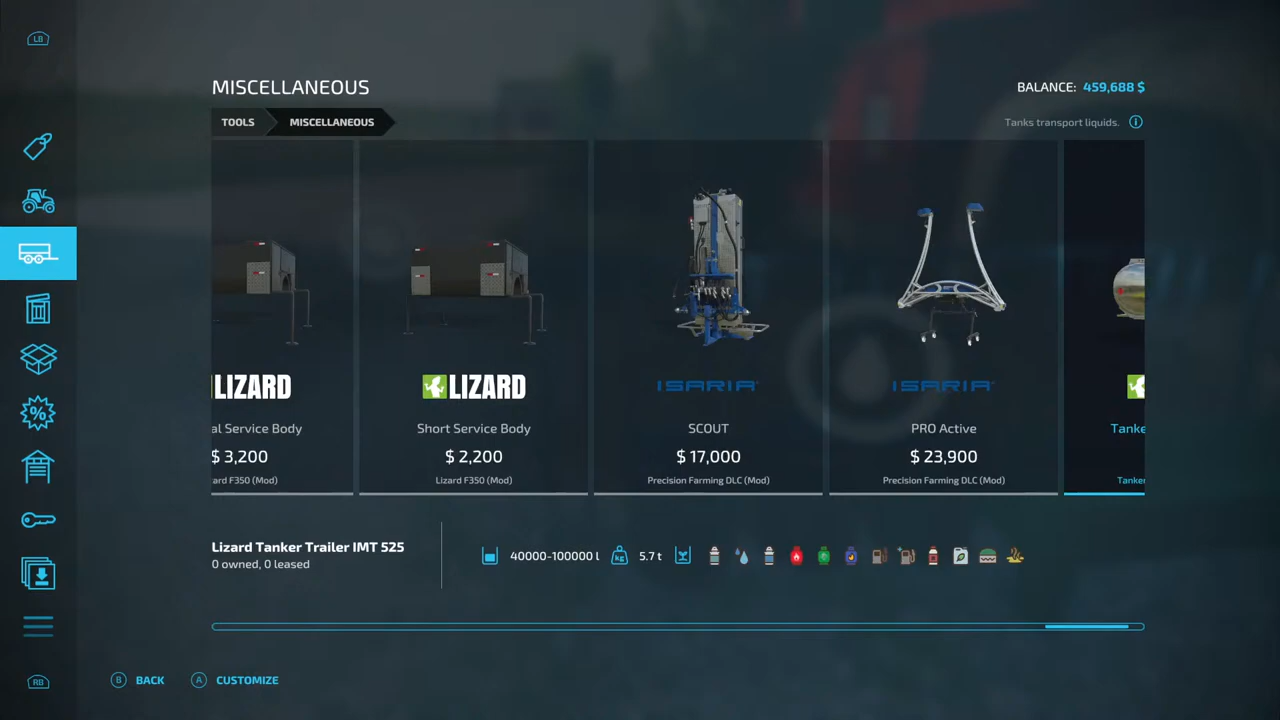 LB
MISCELLANEOUS
BALANCE: 459,688 $
TOOLS MISCELLANEOUS
Tanks transport liquids.
LIZARD LIZARD ISARIA ISARIA
al Service Body Short Service Body SCOUT PRO Active Tanke
$ 3,200 $ 2,200 $ 17,000 $ 23,900
ard F350 (Mod) Lizard F350 (Mod) Precision Farming DLC (Mod) Precision Farming DLC (Mod) Tanker
Lizard Tanker Trailer IMT 525
0 owned, 0 leased
40000-100000 l kg 5.7 t
RB
B BACK A CUSTOMIZE